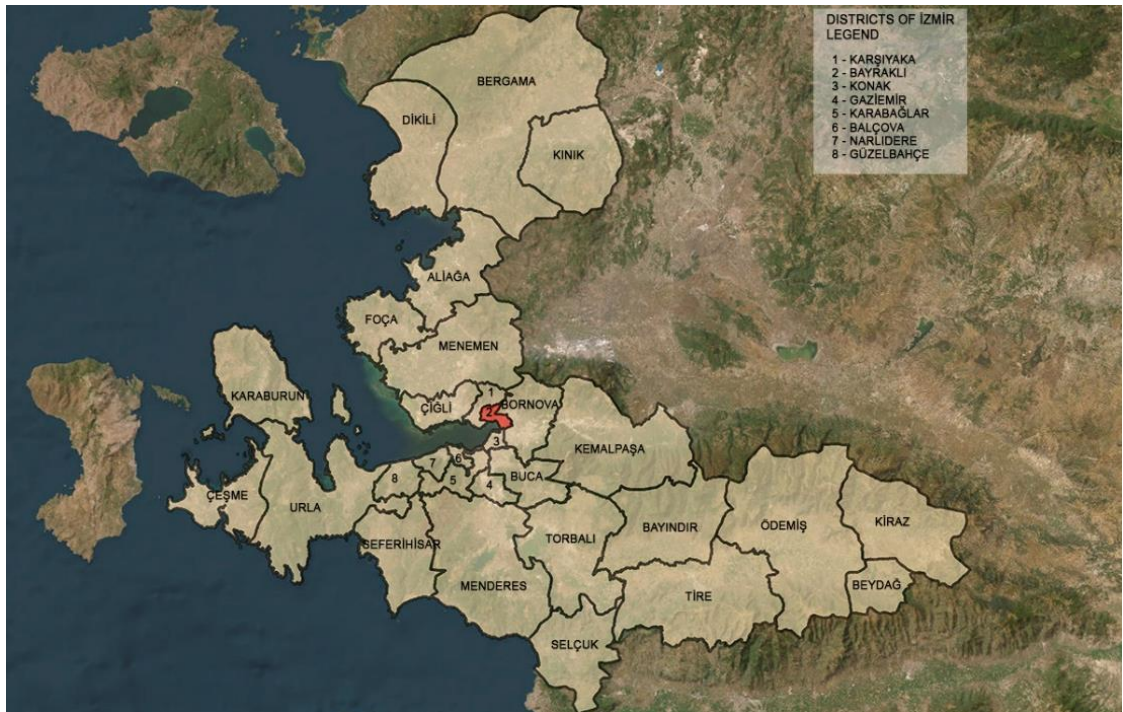 DISTRICTS OF İZMİR
LEGEND
1 - KARŞIYAKA
2 - BAYRAKLI
3 - KONAK
4 - GAZİEMİR
5 - KARABAĞLAR
6 - BALÇOVA
7 - NARLIDERE
8 - GÜZELBAHÇE
BERGAMA
DİKİLİ
KINIK
ALİAĞA
FOÇA
MENEMEN
KARABURUN
ÇİĞLİ
1
2
BORNOVA
3
KEMALPAŞA
6
7
8
5
4
BUCA
ÇEŞME
URLA
SEFERİHİSAR
TORBALI
BAYINDIR
ÖDEMİŞ
KİRAZ
MENDERES
TİRE
BEYDAĞ
SELÇUK